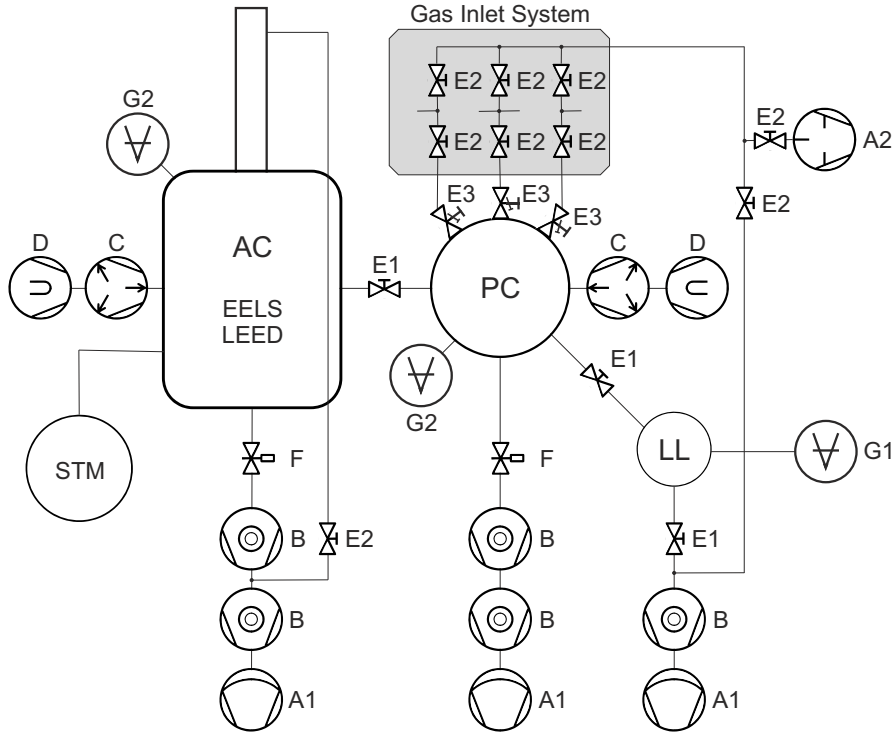 Gas Inlet System
E2 E2 E2
G2
E2
A2
E2 E2 E2
E3 E3
E2
E3
D C
AC
E1
PC
C D
EELS
LEED
E1
G2
LL
G1
STM
F
F
B
E2
B
E1
B
B
B
A1
A1
A1